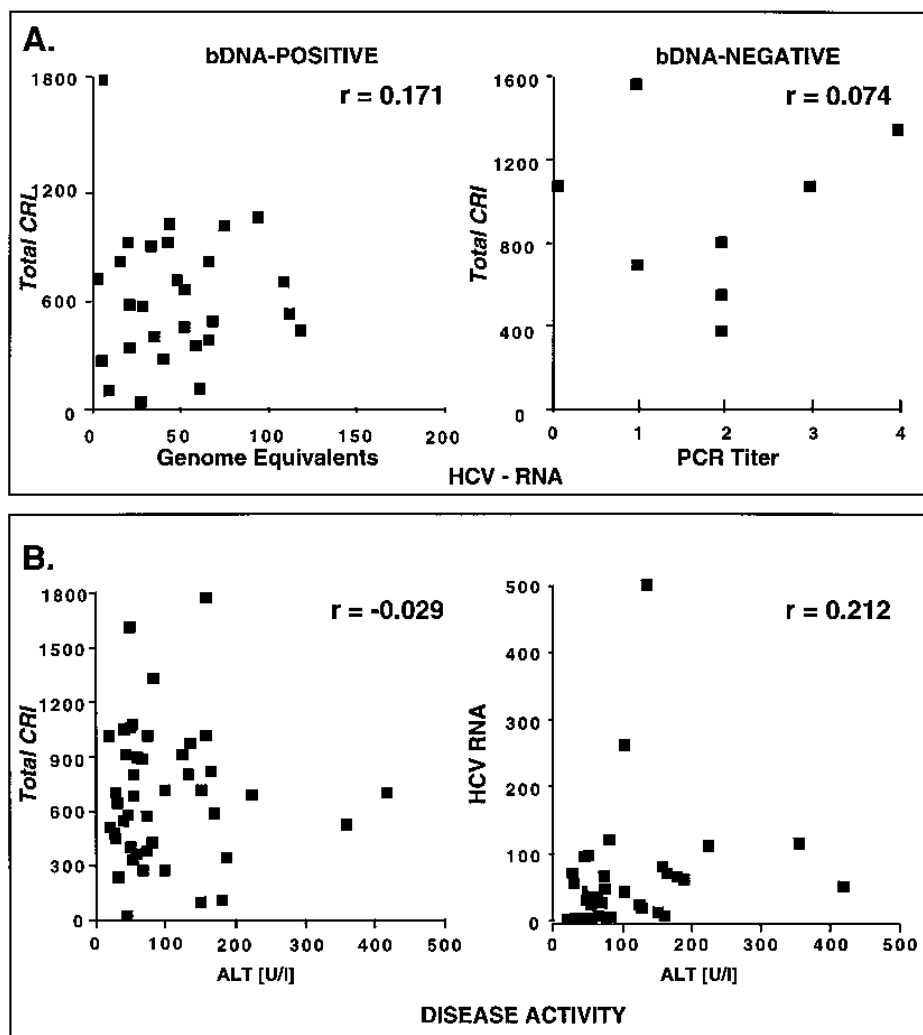 A.
bDNA-POSITIVE
r = 0.171
Total CRI
1800
1200
600
0
0 50 100 150 200
Genome Equivalents
bDNA-NEGATIVE
r = 0.074
Total CRI
1600
1200
800
400
0
0 1 2 3 4
PCR Titer
HCV - RNA
B.
r = -0.029
Total CRI
1800
1500
1200
900
600
300
0
0 100 200 300 400 500
ALT [U/l]
r = 0.212
HCV RNA
500
400
300
200
100
0
0 100 200 300 400 500
ALT [U/l]
DISEASE ACTIVITY